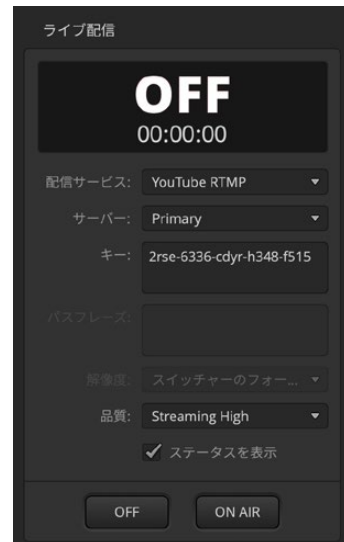 ライブ配信
OFF
00:00:00
配信サービス: YouTube RTMP
サーバー: Primary
キー: 2rse-6336-cdyr-h348-f515
パスフレーズ:
解像度: スイッチャーのフォー...
品質: Streaming High
ステータスを表示
OFF ON AIR